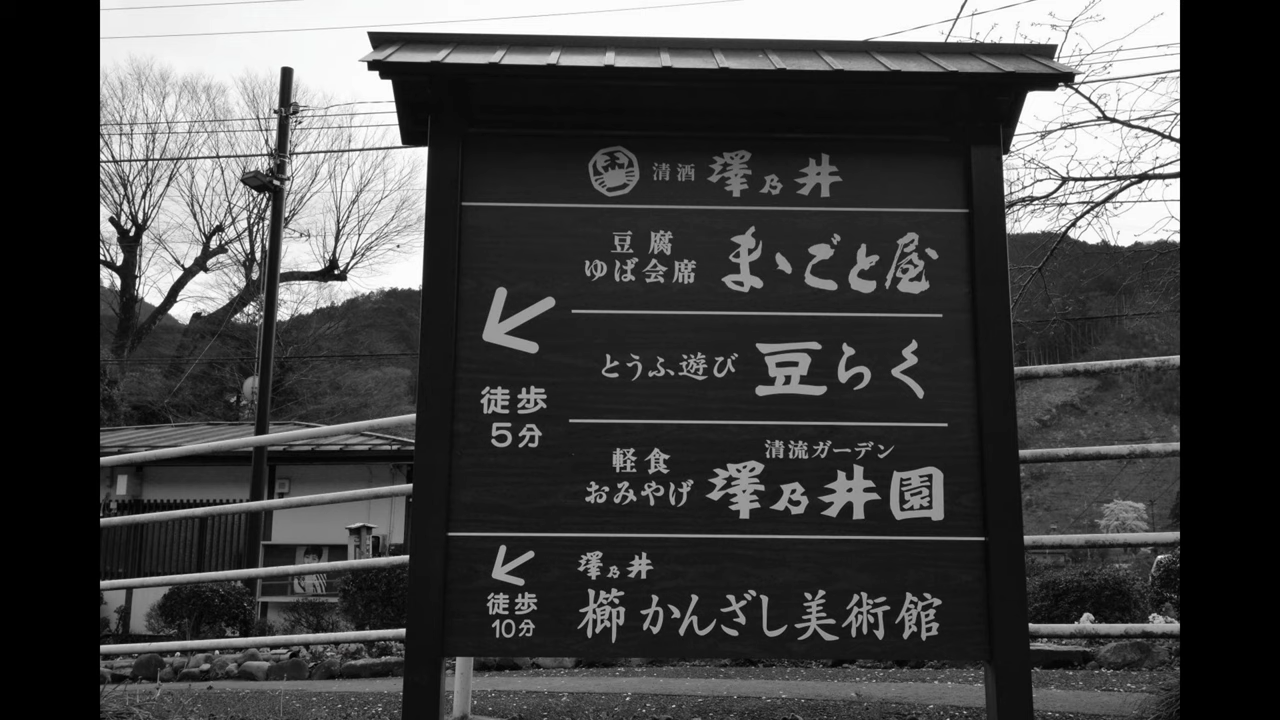 清酒 澤乃井
豆腐
ゆば会席
まゝごと屋
とうふ遊び 豆らく
徒歩
5分
軽食
おみやげ
清流ガーデン
澤乃井園
徒歩
10分
澤乃井
櫛かんざし美術館